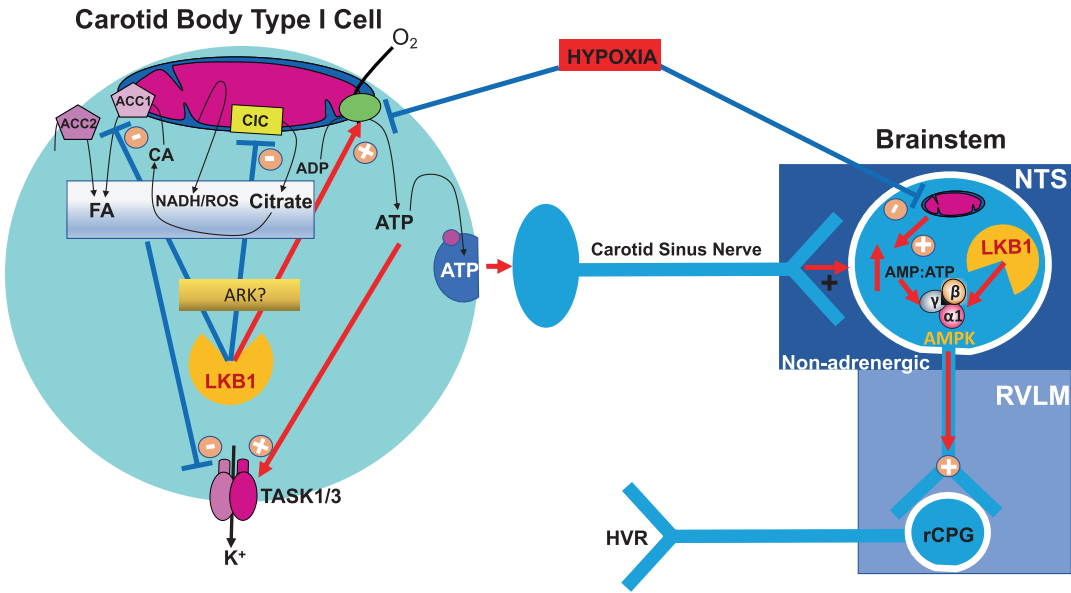 Carotid Body Type I Cell
O₂
HYPOXIA
ACC1
ACC2
CIC
-
-
+
CA
ADP
FA
NADH/ROS
Citrate
ATP
ATP
ARK?
LKB1
-
+
TASK1/3
K⁺
Carotid Sinus Nerve
Brainstem
NTS
-
+
LKB1
AMP:ATP
+
γ
β
α1
AMPK
Non-adrenergic
RVLM
+
rCPG
HVR